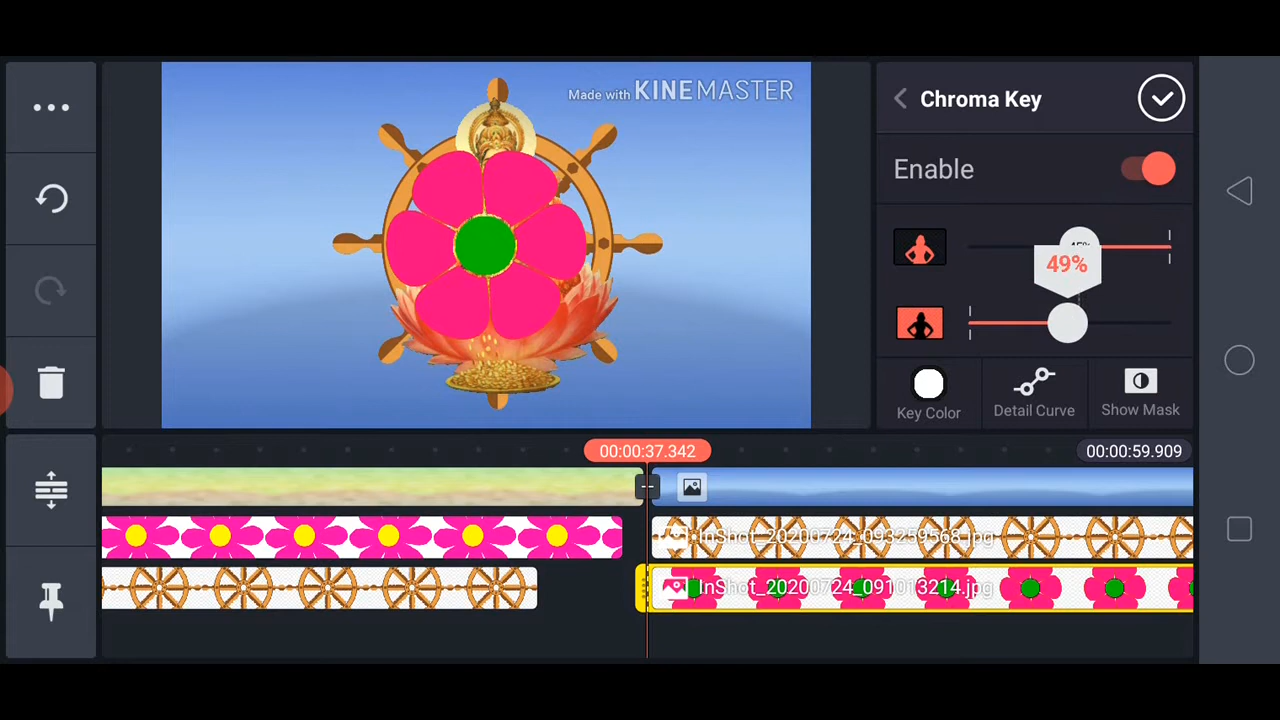 Made with KINEMASTER
Chroma Key
Enable
49%
Key Color
Detail Curve
Show Mask
00:00:37.342
00:00:59.909
InShot_20200724_093259568.jpg
InShot_20200724_091013214.jpg